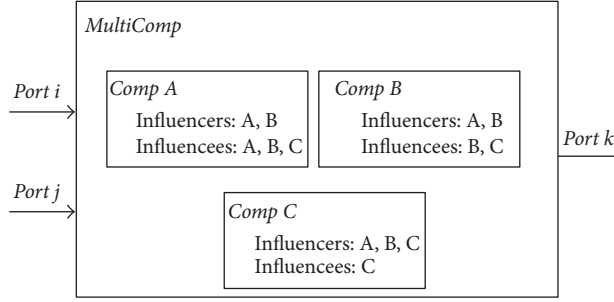 MultiComp
Port i
Comp A
Influencers: A, B
Influencees: A, B, C
Comp B
Influencers: A, B
Influencees: B, C
Port k
Port j
Comp C
Influencers: A, B, C
Influencees: C